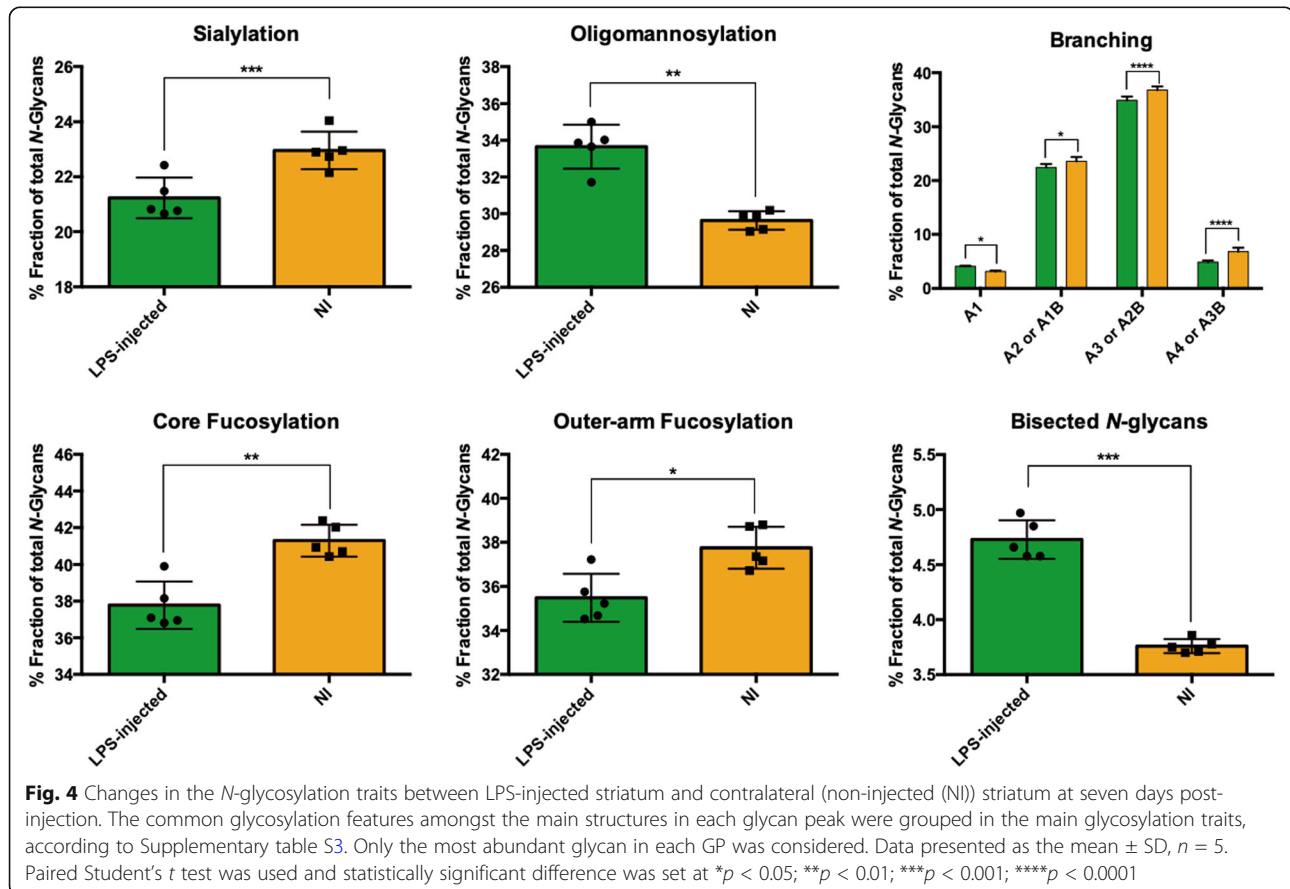 Sialylation
% Fraction of total N-Glycans
26
24
22
20
18
***
LPS-injected
NI
Oligomannosylation
% Fraction of total N-Glycans
38
36
34
32
30
28
26
**
LPS-injected
NI
Branching
% Fraction of total N-Glycans
40
30
20
10
0
*
*
****
****
A1
A2 or A1B
A3 or A2B
A4 or A3B
Core Fucosylation
% Fraction of total N-Glycans
46
44
42
40
38
36
34
**
LPS-injected
NI
Outer-arm Fucosylation
% Fraction of total N-Glycans
42
40
38
36
34
32
*
LPS-injected
NI
Bisected N-glycans
% Fraction of total N-Glycans
5.5
5.0
4.5
4.0
3.5
***
LPS-injected
NI
Fig. 4 Changes in the N-glycosylation traits between LPS-injected striatum and contralateral (non-injected (NI)) striatum at seven days post-
injection. The common glycosylation features amongst the main structures in each glycan peak were grouped in the main glycosylation traits,
according to Supplementary table S3. Only the most abundant glycan in each GP was considered. Data presented as the mean ± SD, n = 5.
Paired Student's t test was used and statistically significant difference was set at *p < 0.05; **p < 0.01; ***p < 0.001; ****p < 0.0001